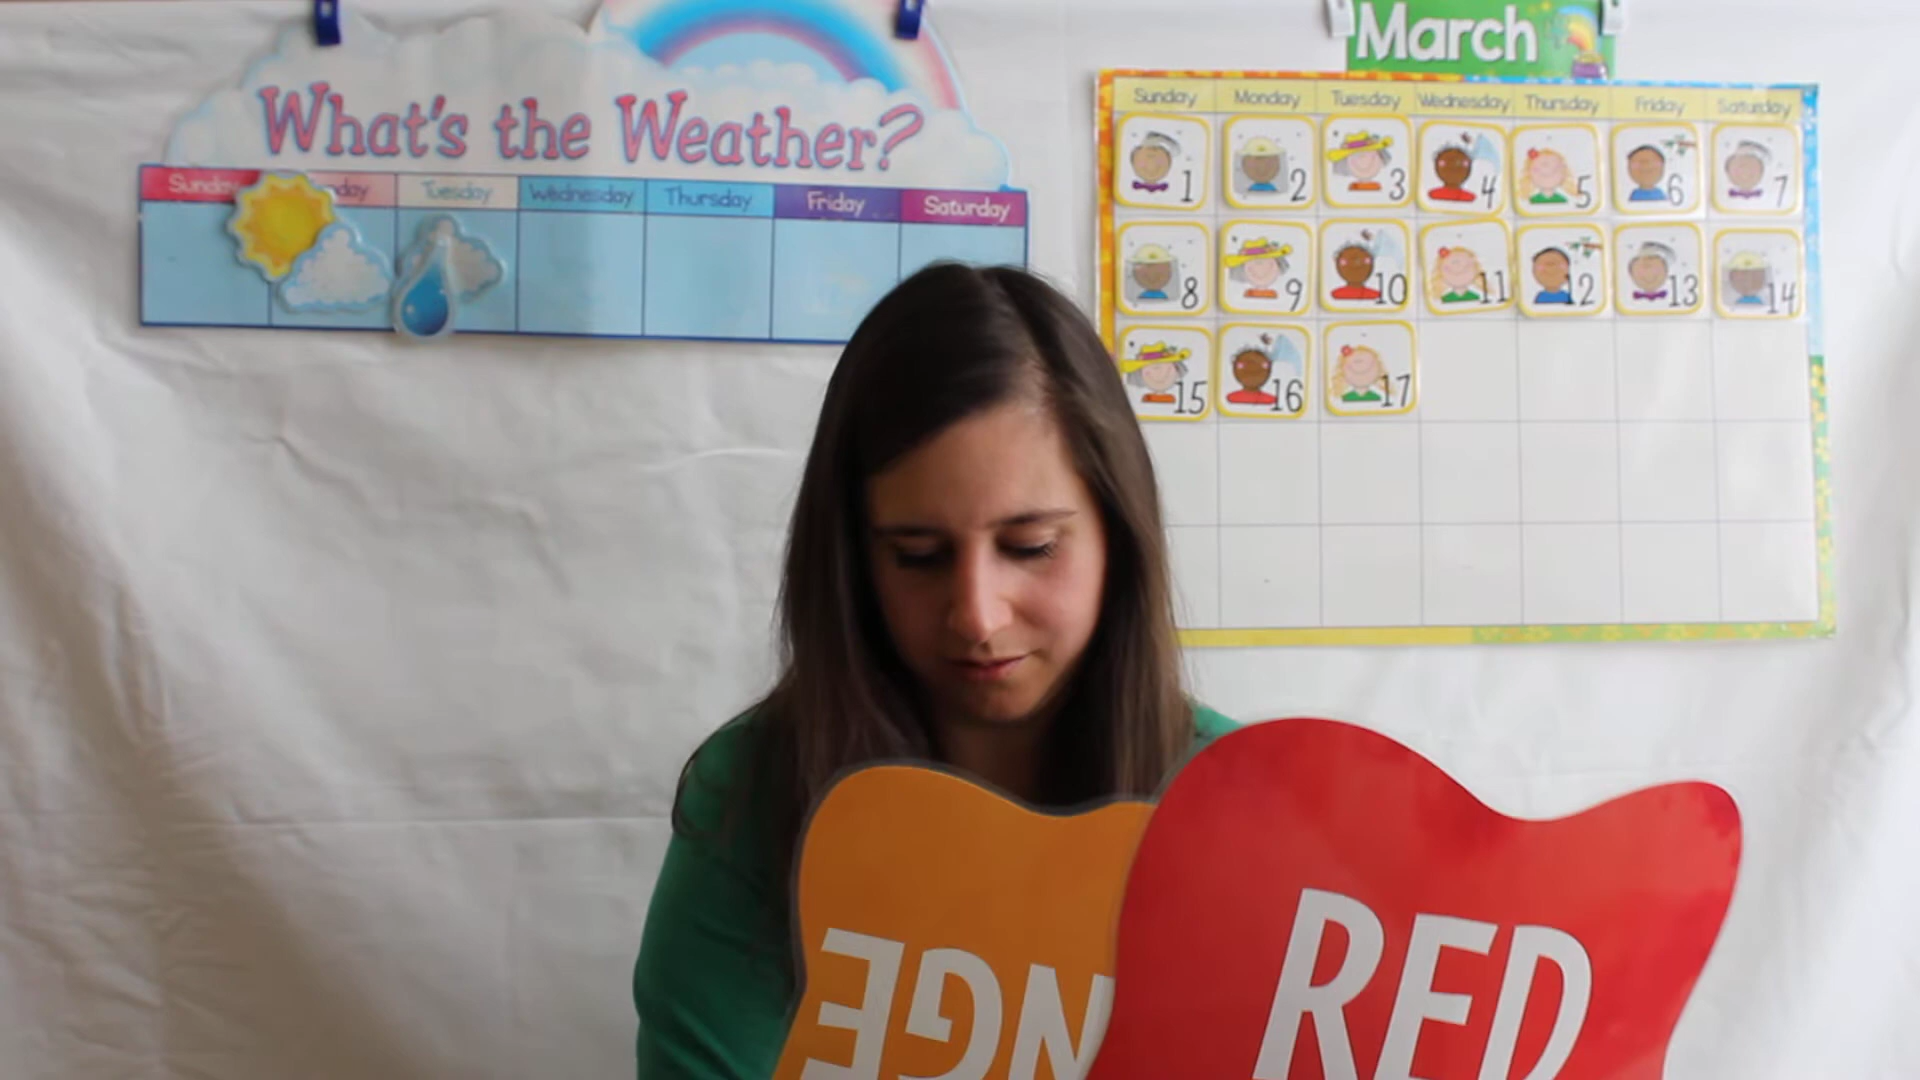 What's the Weather?
Sunday Monday Tuesday Wednesday Thursday Friday Saturday
March
Sunday Monday Tuesday Wednesday Thursday Friday Saturday
1 2 3 4 5 6 7
8 9 10 11 12 13 14
15 16 17
NGE
RED